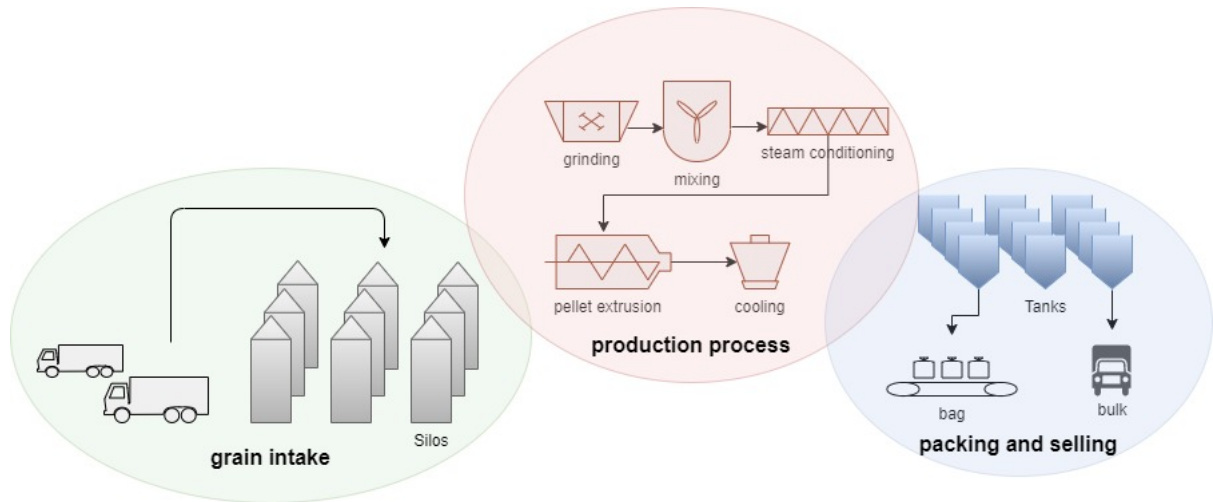 grinding
mixing
steam conditioning
pellet extrusion
cooling
production process
Silos
grain intake
Tanks
bag
bulk
packing and selling